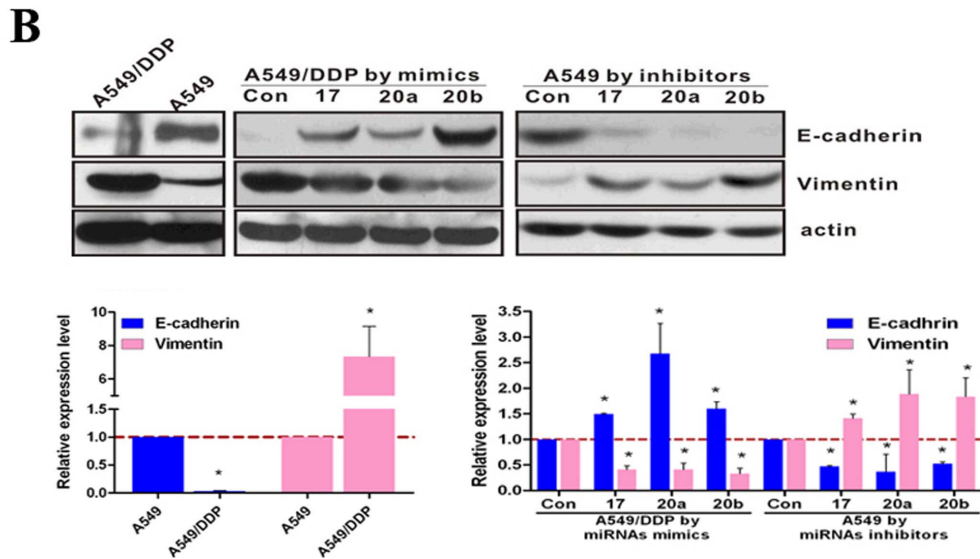 B
A549/DDP
A549
A549/DDP by mimics
Con 17 20a 20b
A549 by inhibitors
Con 17 20a 20b
E-cadherin
Vimentin
actin
Relative expression level
10
8
6
1.5
1.0
0.5
0.0
E-cadherin
Vimentin
*
*
A549
A549/DDP
A549
A549/DDP
Relative expression level
3.5
3.0
2.5
2.0
1.5
1.0
0.5
0.0
E-cadhrin
Vimentin
* * * * * *
* * * * * *
Con 17 20a 20b Con 17 20a 20b
A549/DDP by
miRNAs mimics
A549 by
miRNAs inhibitors